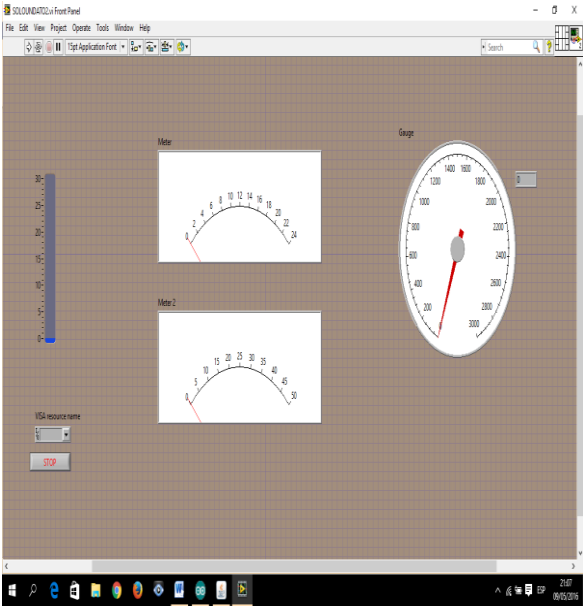 SOLOUNDATO2.vi Front Panel
File Edit View Project Operate Tools Window Help
15pt Application Font
Search
Meter
0 2 4 6 8 10 12 14 16 18 20 22 24
Gauge
0 200 400 600 800 1000 1200 1400 1600 1800 2000 2200 2400 2600 2800 3000
0
30
25
20
15
10
5
0
Meter 2
0 5 10 15 20 25 30 35 40 45 50
VISA resource name
STOP
ESP
21:07
09/05/2016